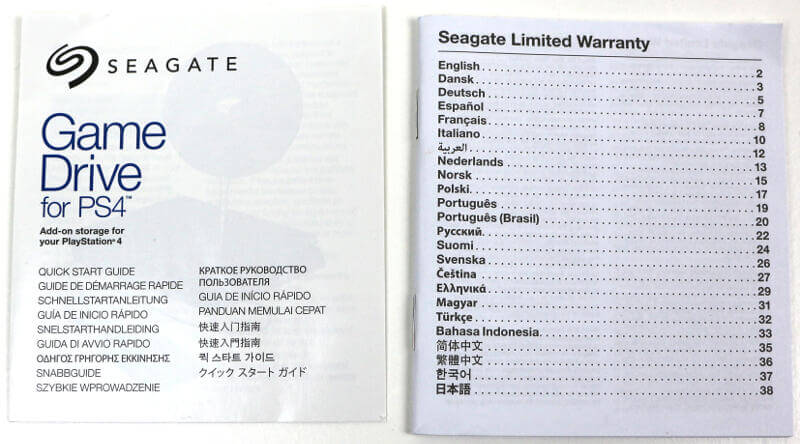 SEAGATE
Game
Drive
for PS4™
Add-on storage for
your PlayStation®4
QUICK START GUIDE
GUIDE DE DÉMARRAGE RAPIDE
SCHNELLSTARTANLEITUNG
GUÍA DE INICIO RÁPIDO
SNELSTARTHANDLEIDING
GUIDA DI AVVIO RAPIDO
ΟΔΗΓΟΣ ΓΡΗΓΟΡΗΣ ΕΚΚΙΝΗΣΗΣ
SNABBGUIDE
SZYBKIE WPROWADZENIE
КРАТКОЕ РУКОВОДСТВО
ПОЛЬЗОВАТЕЛЯ
GUIA DE INÍCIO RÁPIDO
PANDUAN MEMULAI CEPAT
快速入门指南
快速入門指南
퀵 스타트 가이드
クイック スタート ガイド
Seagate Limited Warranty
English 2
Dansk 3
Deutsch 5
Español 7
Français 8
Italiano 10
العربية 12
Nederlands 13
Norsk 15
Polski 17
Português 19
Português (Brasil) 20
Русский 22
Suomi 24
Svenska 26
Čeština 27
Ελληνικά 29
Magyar 31
Türkçe 32
Bahasa Indonesia 33
简体中文 35
繁體中文 36
한국어 37
日本語 38